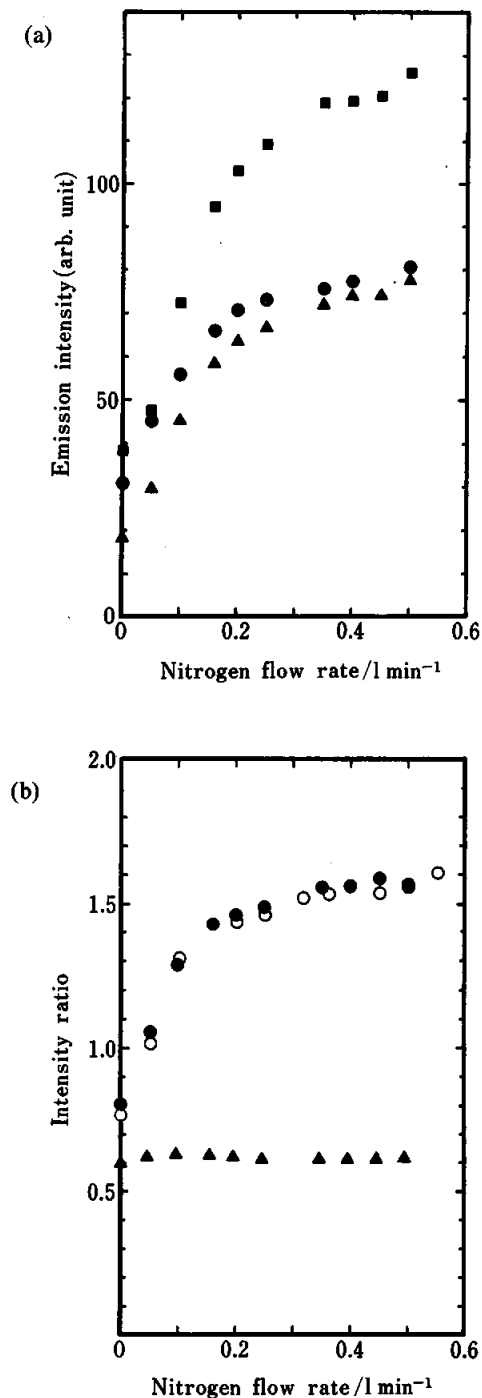 (a)
Emission intensity(arb. unit)
100
50
0
0
0.2
0.4
0.6
Nitrogen flow rate/l min⁻¹
(b)
Intensity ratio
2.0
1.5
1.0
0.5
0
0.2
0.4
0.6
Nitrogen flow rate/l min⁻¹